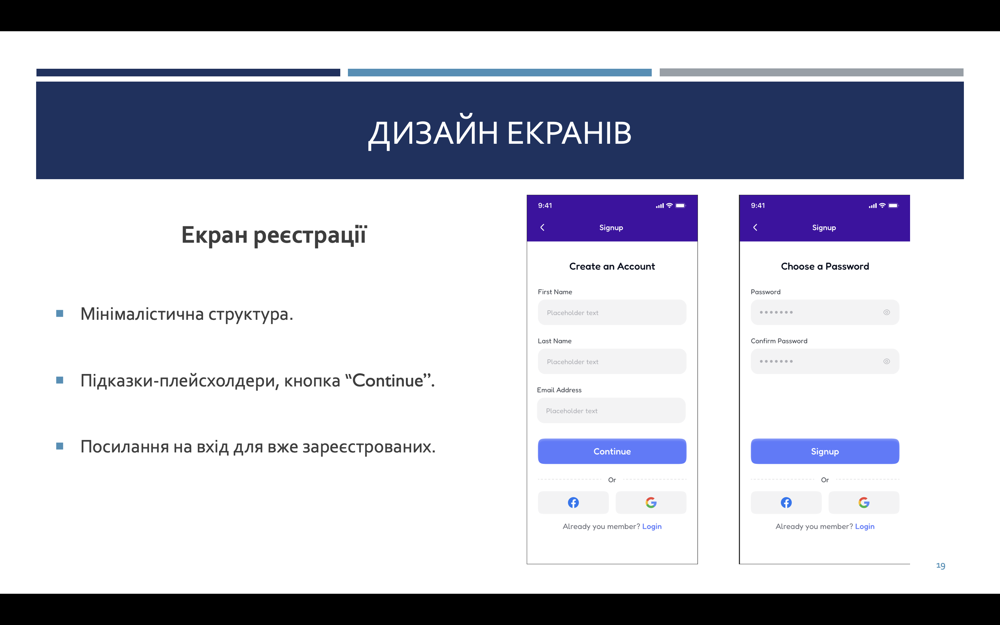 ДИЗАЙН ЕКРАНІВ
Екран реєстрації
Мінімалістична структура.
Підказки-плейсхолдери, кнопка “Continue”.
Посилання на вхід для вже зареєстрованих.
9:41
Signup
Create an Account
First Name
Placeholder text
Last Name
Placeholder text
Email Address
Placeholder text
Continue
Or
Already you member? Login
9:41
Signup
Choose a Password
Password
Confirm Password
Signup
Or
Already you member? Login
19